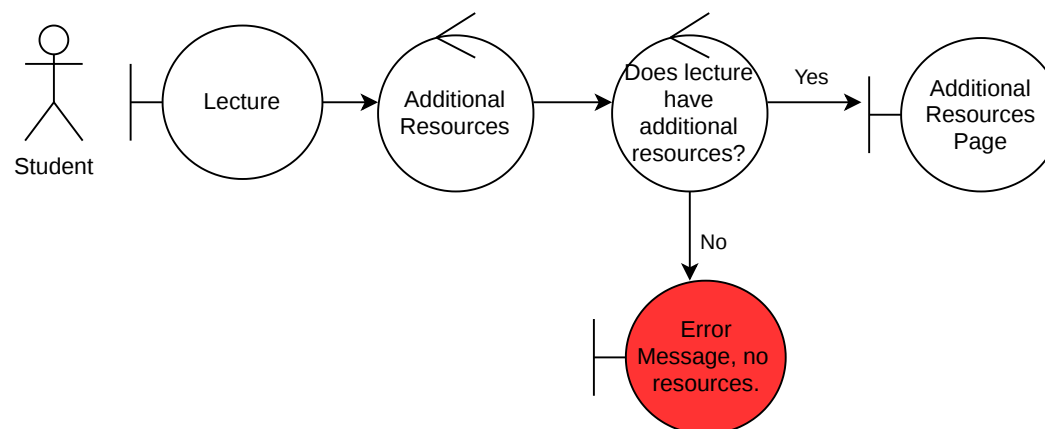 Student
Lecture
Additional
Resources
Does lecture
have
additional
resources?
Yes
Additional
Resources
Page
No
Error
Message, no
resources.